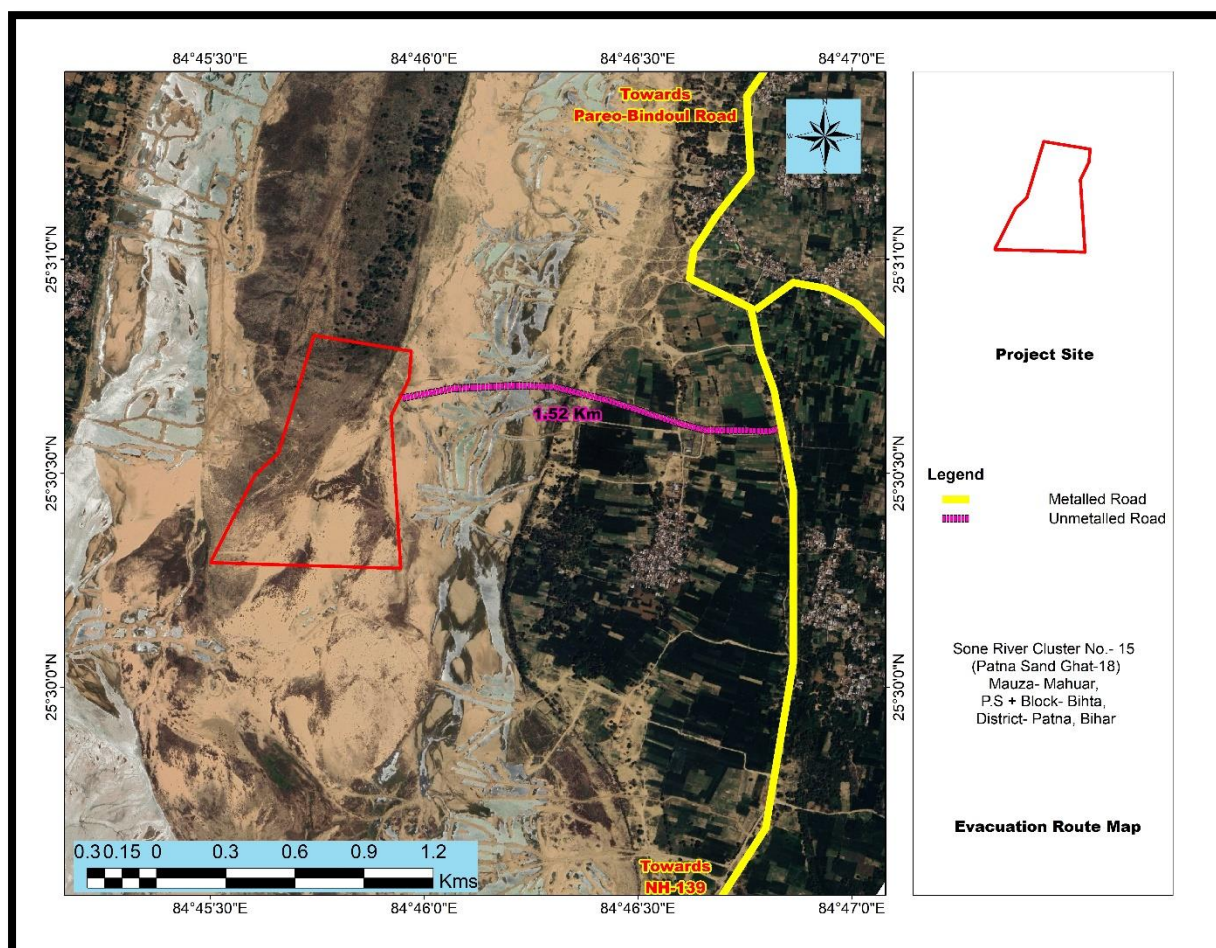 84°45'30"E
84°46'0"E
84°46'30"E
84°47'0"E
Towards
Pareo-Bindoul Road
N
W
E
S
25°31'0"N
25°31'0"N
1.52 Km
25°30'30"N
25°30'30"N
25°30'0"N
25°30'0"N
0.3 0.15 0 0.3 0.6 0.9 1.2
Kms
Towards
NH-139
84°45'30"E
84°46'0"E
84°46'30"E
84°47'0"E
Project Site
Legend
Metalled Road
Unmetalled Road
Sone River Cluster No.- 15
(Patna Sand Ghat-18)
Mauza- Mahuar,
P.S + Block- Bihta,
District- Patna, Bihar
Evacuation Route Map